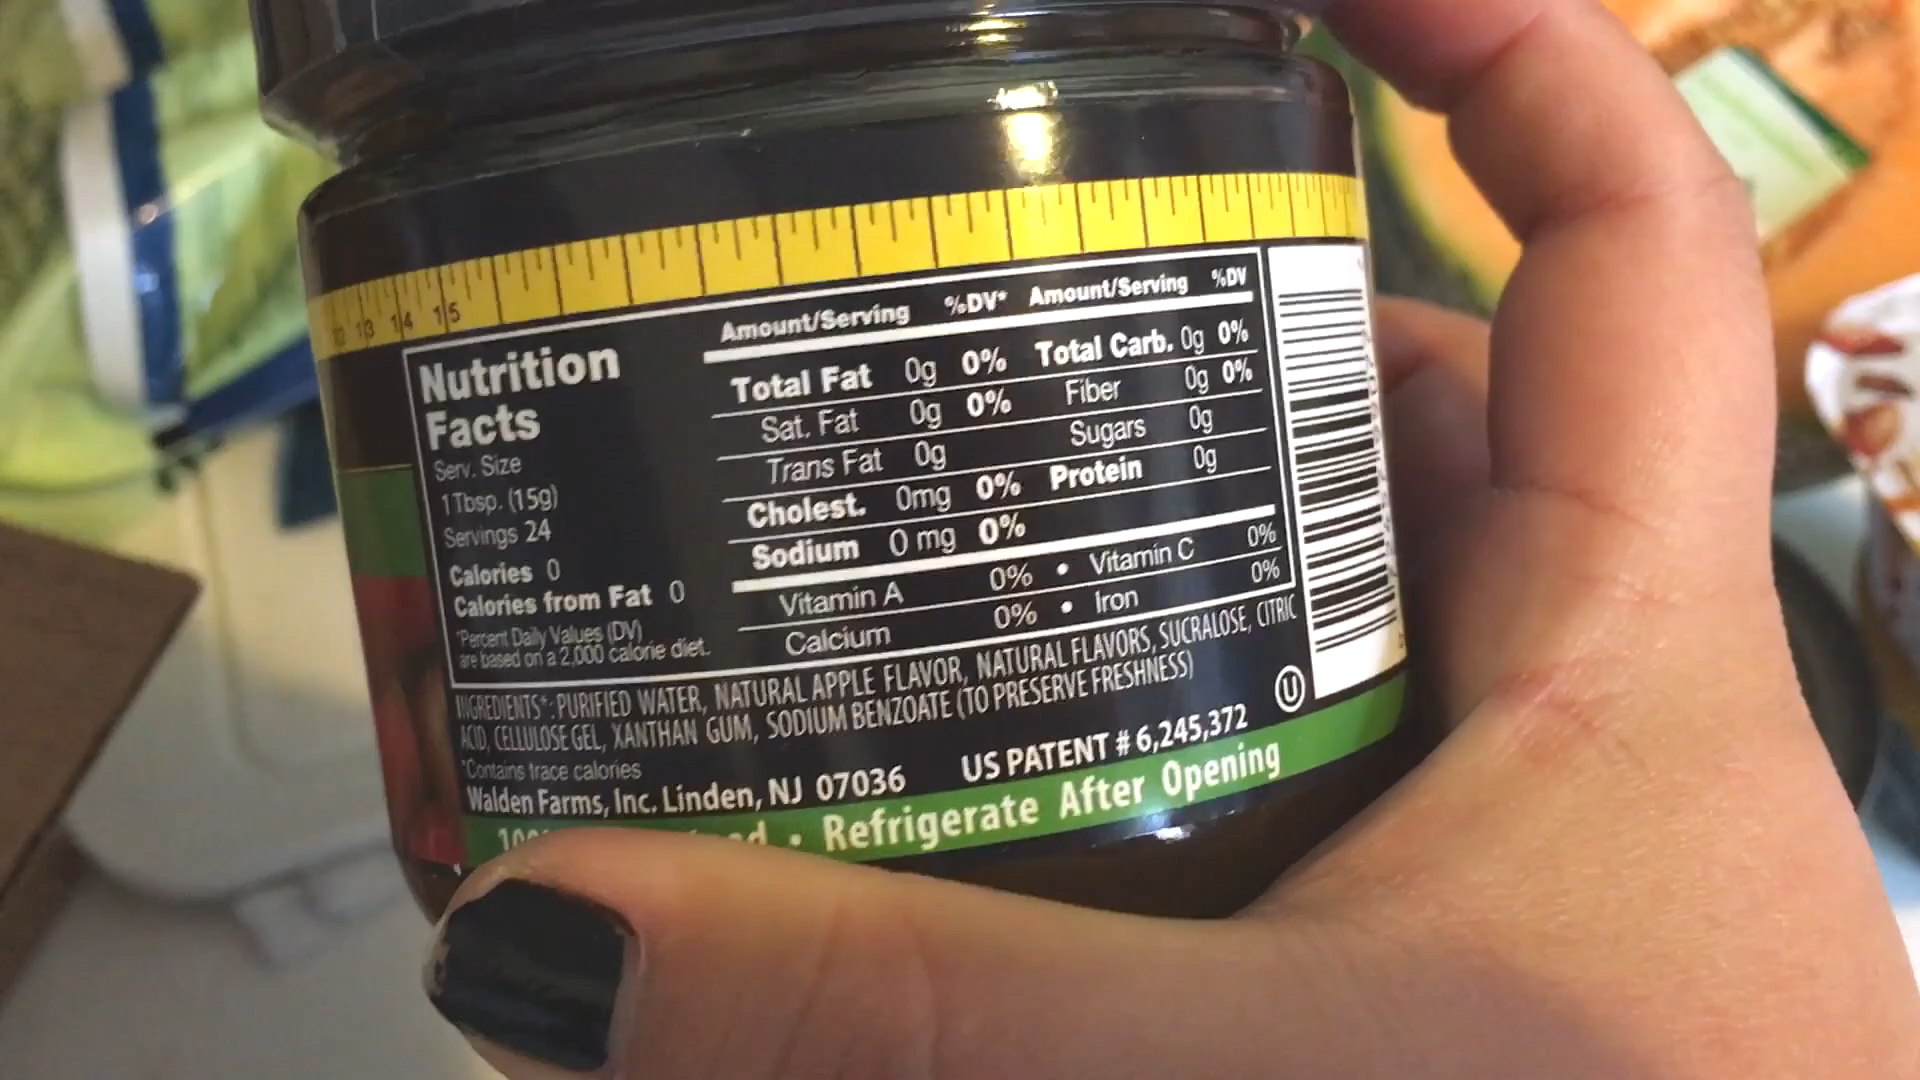 13 14 15
Nutrition
Facts
Serv. Size
1 Tbsp. (15g)
Servings 24
Calories 0
Calories from Fat 0
*Percent Daily Values (DV)
are based on a 2,000 calorie diet.
Amount/Serving %DV* Amount/Serving %DV
Total Fat 0g 0% Total Carb. 0g 0%
Sat. Fat 0g 0% Fiber 0g 0%
Trans Fat 0g Sugars 0g
Cholest. 0mg 0% Protein 0g
Sodium 0 mg 0%
Vitamin A 0% • Vitamin C 0%
Calcium 0% • Iron 0%
INGREDIENTS*: PURIFIED WATER, NATURAL APPLE FLAVOR, NATURAL FLAVORS, SUCRALOSE, CITRIC
ACID, CELLULOSE GEL, XANTHAN GUM, SODIUM BENZOATE (TO PRESERVE FRESHNESS)
*Contains trace calories
Walden Farms, Inc. Linden, NJ 07036 US PATENT # 6,245,372
U
• Refrigerate After Opening